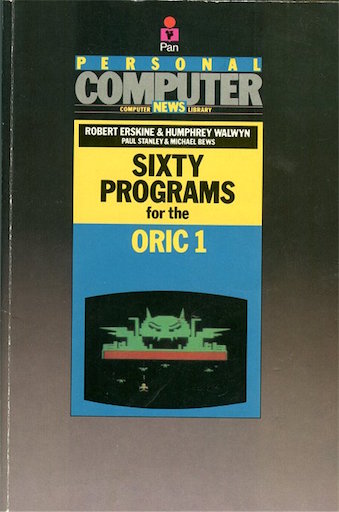 Pan
PERSONAL
COMPUTER
COMPUTER NEWS LIBRARY
ROBERT ERSKINE & HUMPHREY WALWYN
PAUL STANLEY & MICHAEL BEWS
SIXTY
PROGRAMS
for the
ORIC 1